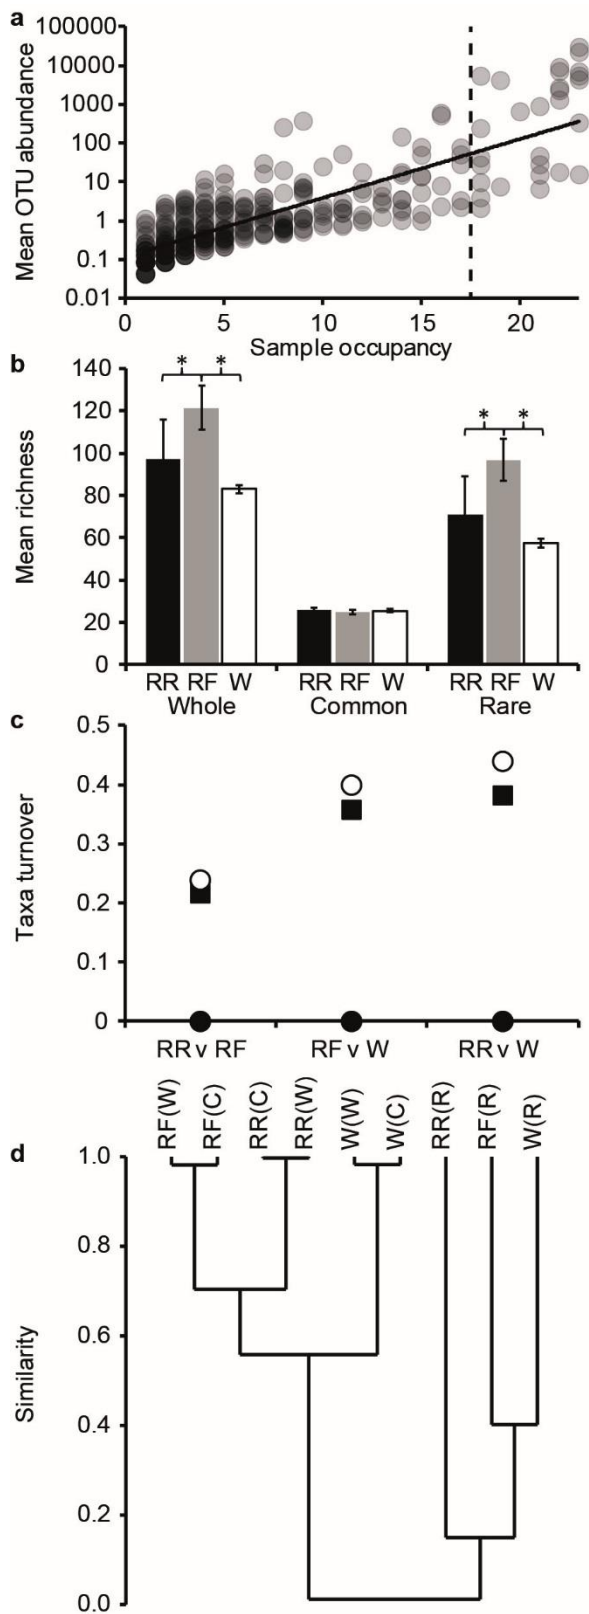 a
100000
10000
1000
100
10
1
0.1
0.01
Mean OTU abundance
0 5 10 15 20
Sample occupancy
b
140
120
100
80
60
40
20
0
Mean richness
* *
* *
RR RF W RR RF W RR RF W
Whole Common Rare
c
0.5
0.4
0.3
0.2
0.1
0
Taxa turnover
RR v RF RF v W RR v W
RF(W) RF(C) RR(C) RR(W) W(W) W(C) RR(R) RF(R) W(R)
d
1.0
0.8
0.6
0.4
0.2
0.0
Similarity